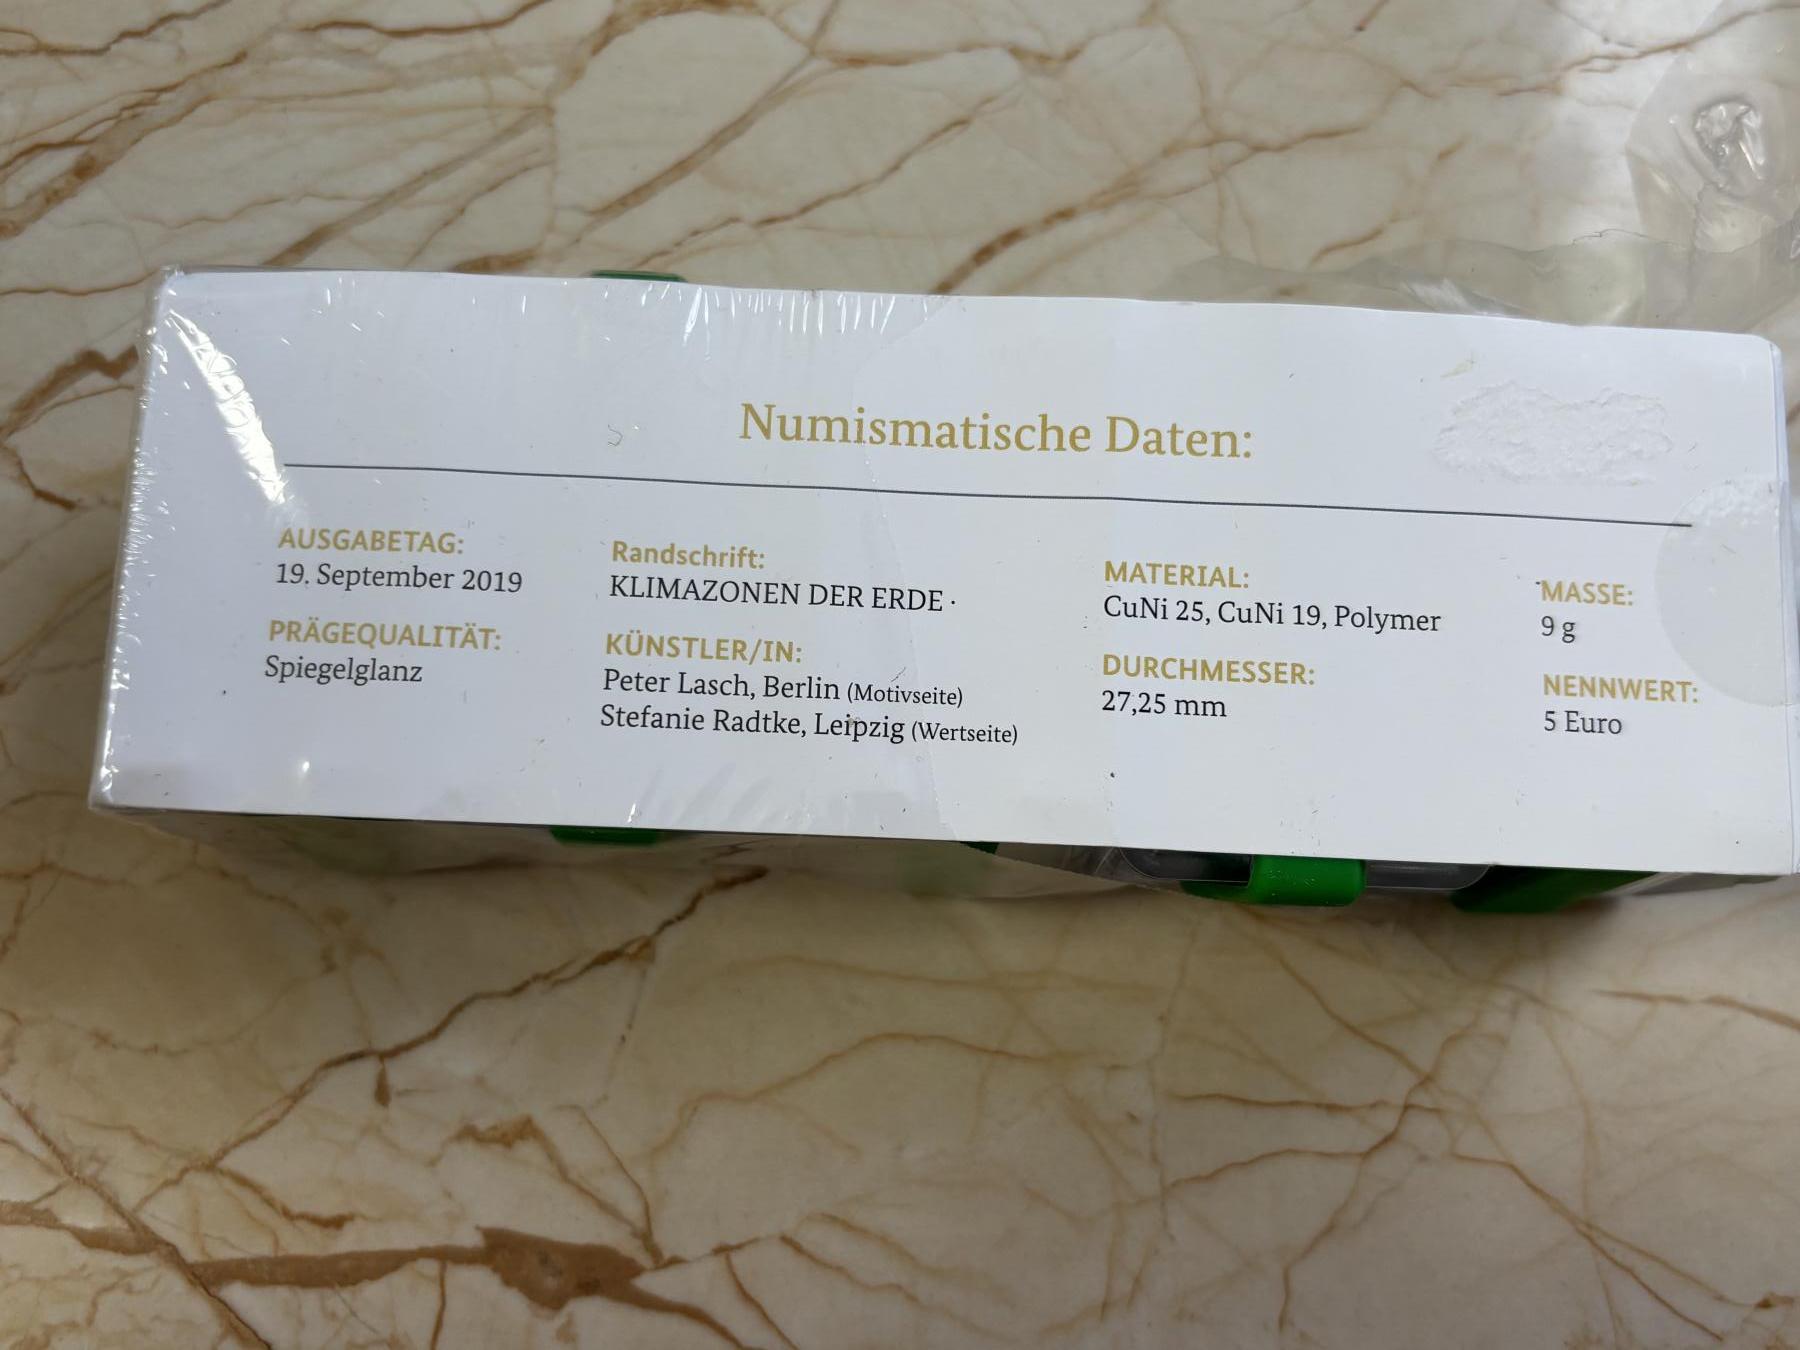 Numismatische Daten:
AUSGABETAG:
19. September 2019
PRÄGEQUALITÄT:
Spiegelglanz
Randschrift:
KLIMAZONEN DER ERDE ·
KÜNSTLER/IN:
Peter Lasch, Berlin (Motivseite)
Stefanie Radtke, Leipzig (Wertseite)
MATERIAL:
CuNi 25, CuNi 19, Polymer
DURCHMESSER:
27,25 mm
MASSE:
9 g
NENNWERT:
5 Euro